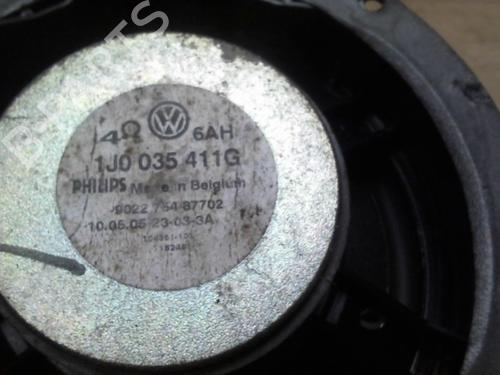 B-PARTS
4Ω VW 6AH
1J0 035 411G
PHILIPS Made in Belgium
9022 754 87702
10.05.05 23-03-3A